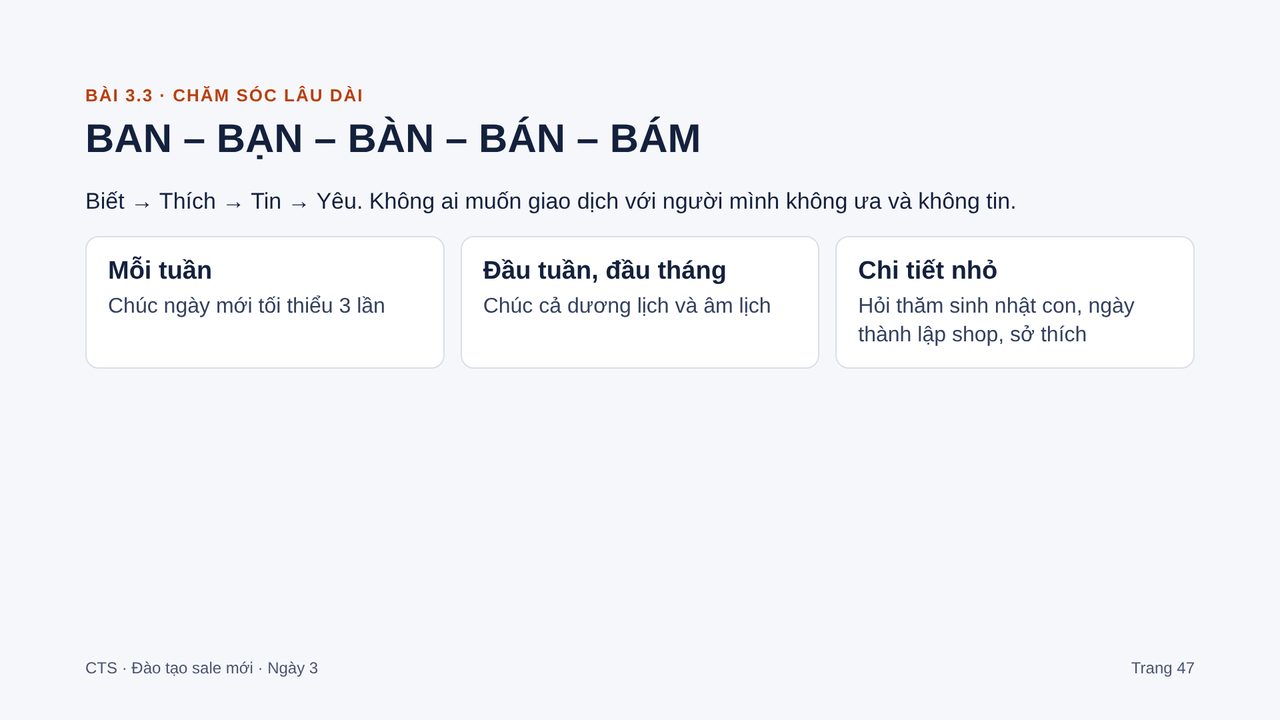 BÀI 3.3 · CHĂM SÓC LÂU DÀI
BAN – BẠN – BÀN – BÁN – BÁM
Biết → Thích → Tin → Yêu. Không ai muốn giao dịch với người mình không ưa và không tin.
Mỗi tuần
Chúc ngày mới tối thiểu 3 lần
Đầu tuần, đầu tháng
Chúc cả dương lịch và âm lịch
Chi tiết nhỏ
Hỏi thăm sinh nhật con, ngày
thành lập shop, sở thích
CTS · Đào tạo sale mới · Ngày 3
Trang 47